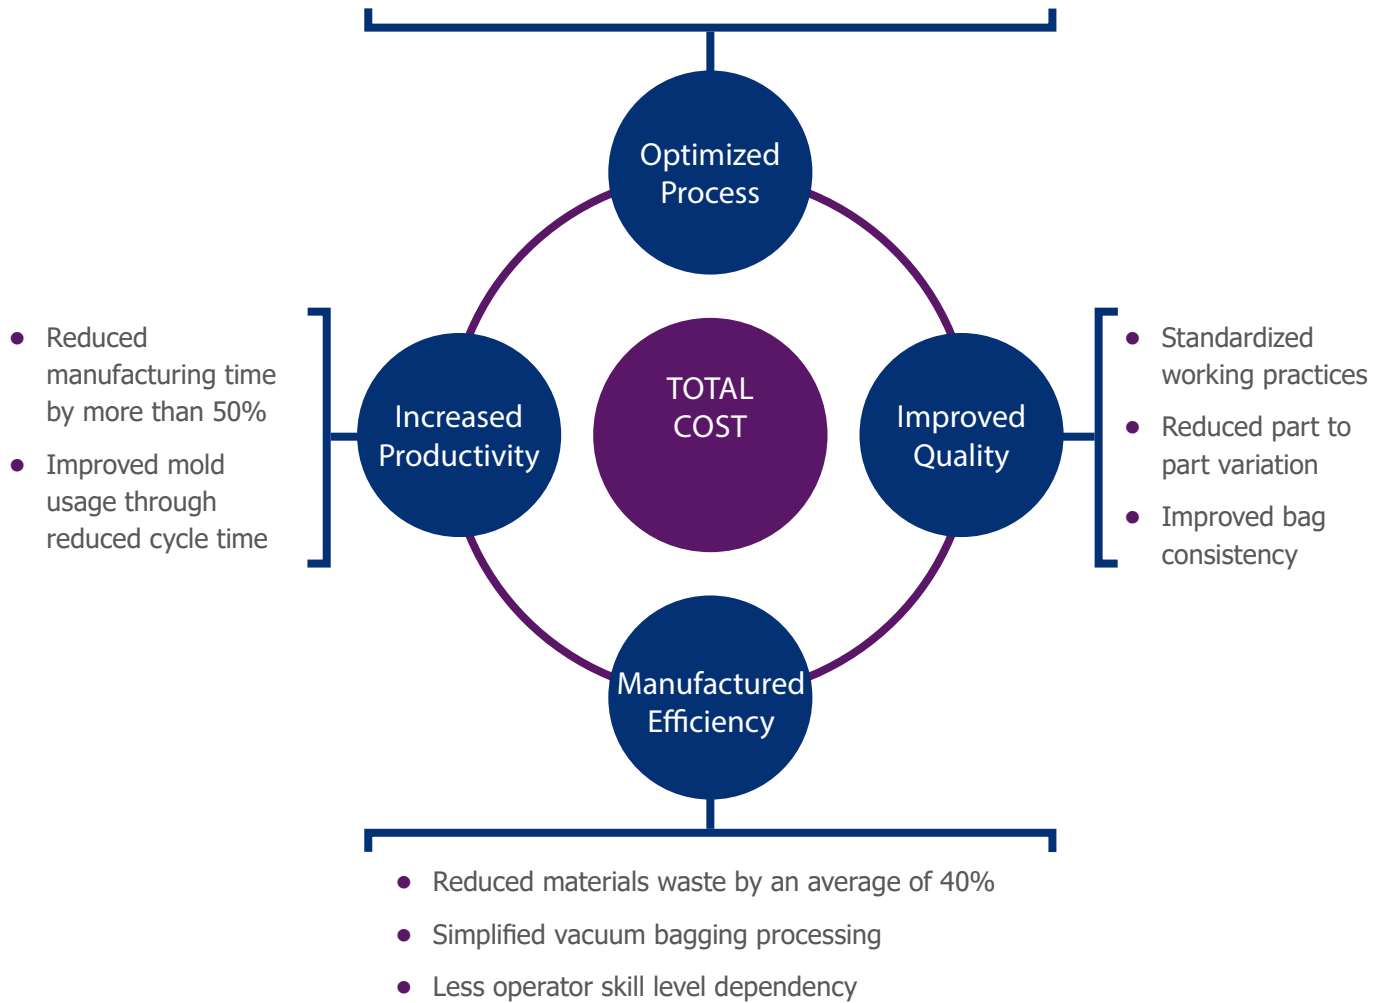 Optimized
Process
• Reduced
manufacturing time
by more than 50%
• Improved mold
usage through
reduced cycle time
Increased
Productivity
TOTAL
COST
Improved
Quality
• Standardized
working practices
• Reduced part to
part variation
• Improved bag
consistency
Manufactured
Efficiency
• Reduced materials waste by an average of 40%
• Simplified vacuum bagging processing
• Less operator skill level dependency